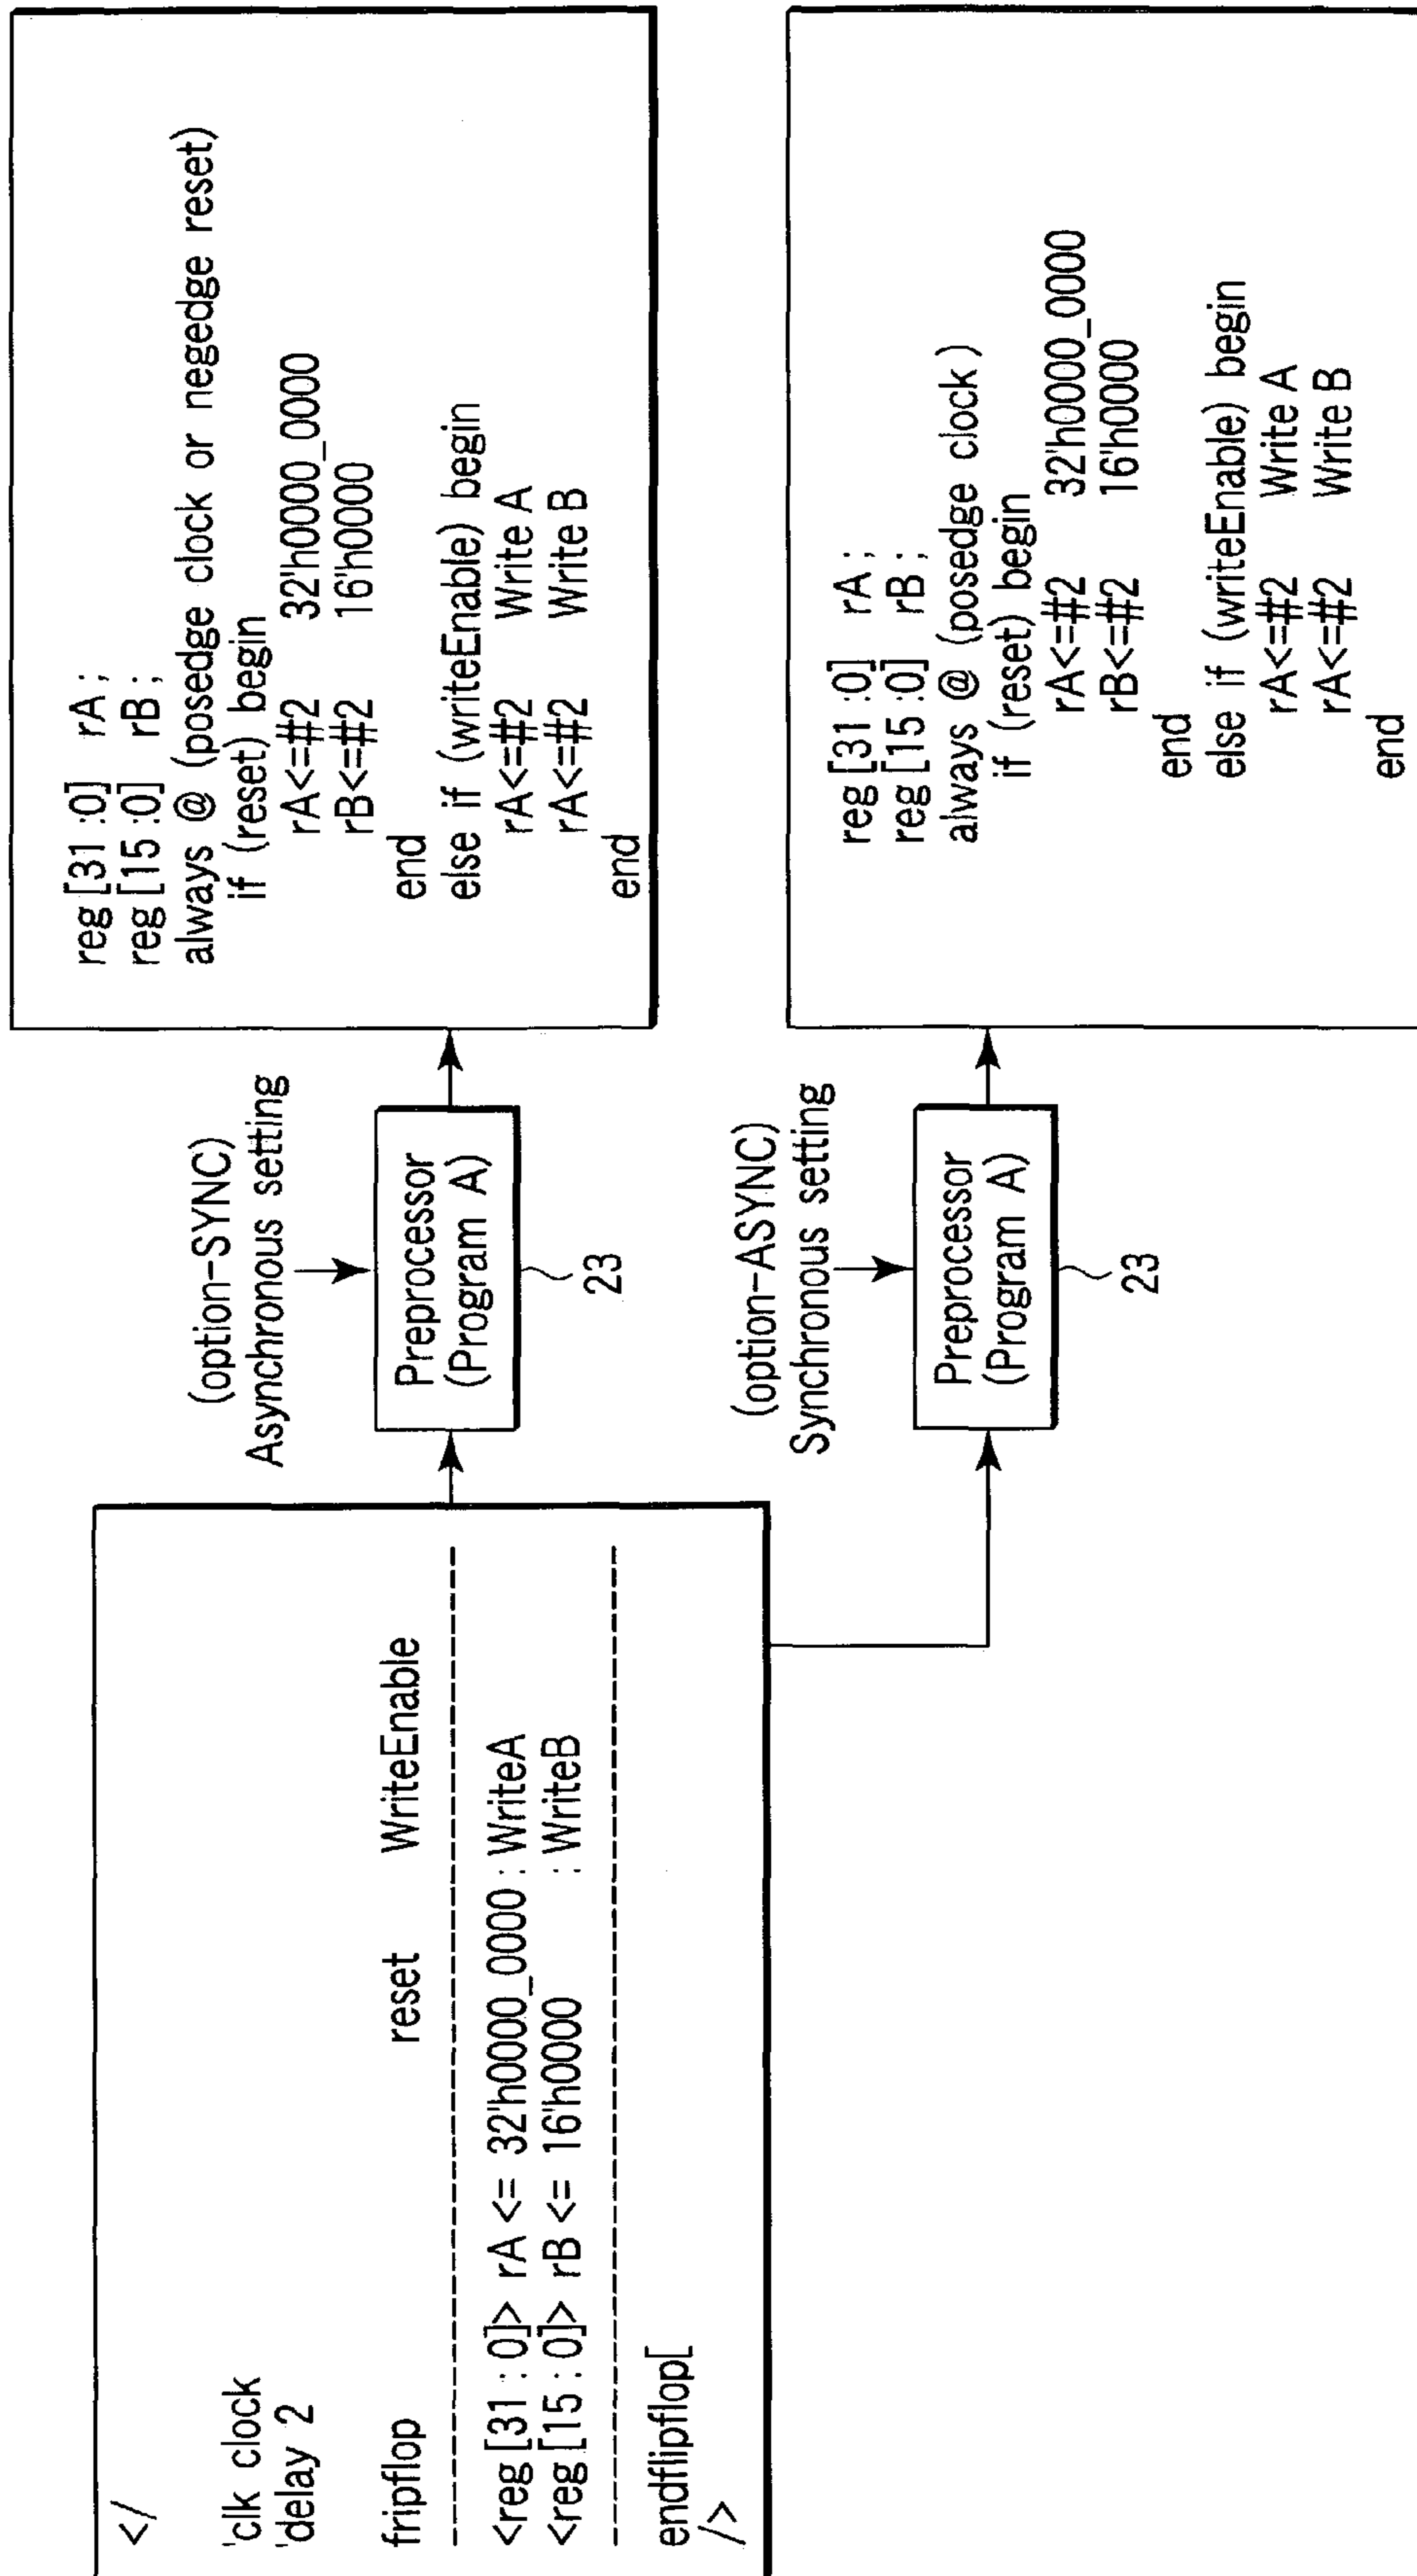 </
'clk clock
'delay 2
fripflop reset WriteEnable
<reg [31 : 0]> rA <= 32'h0000_0000 : WriteA
<reg [15 : 0]> rB <= 16'h0000 : WriteB
endflipflop[
/>
(option-SYNC)
Asynchronous setting
Preprocessor
(Program A)
23
reg [31 :0] rA ;
reg [15 :0] rB ;
always @ (posedge clock or negedge reset)
if (reset) begin
rA<=#2 32'h0000_0000
rB<=#2 16'h0000
end
else if (writeEnable) begin
rA<=#2 Write A
rA<=#2 Write B
end
(option-ASYNC)
Synchronous setting
Preprocessor
(Program A)
23
reg [31 :0] rA ;
reg [15 :0] rB ;
always @ (posedge clock )
if (reset) begin
rA<=#2 32'h0000_0000
rB<=#2 16'h0000
end
else if (writeEnable) begin
rA<=#2 Write A
rA<=#2 Write B
end